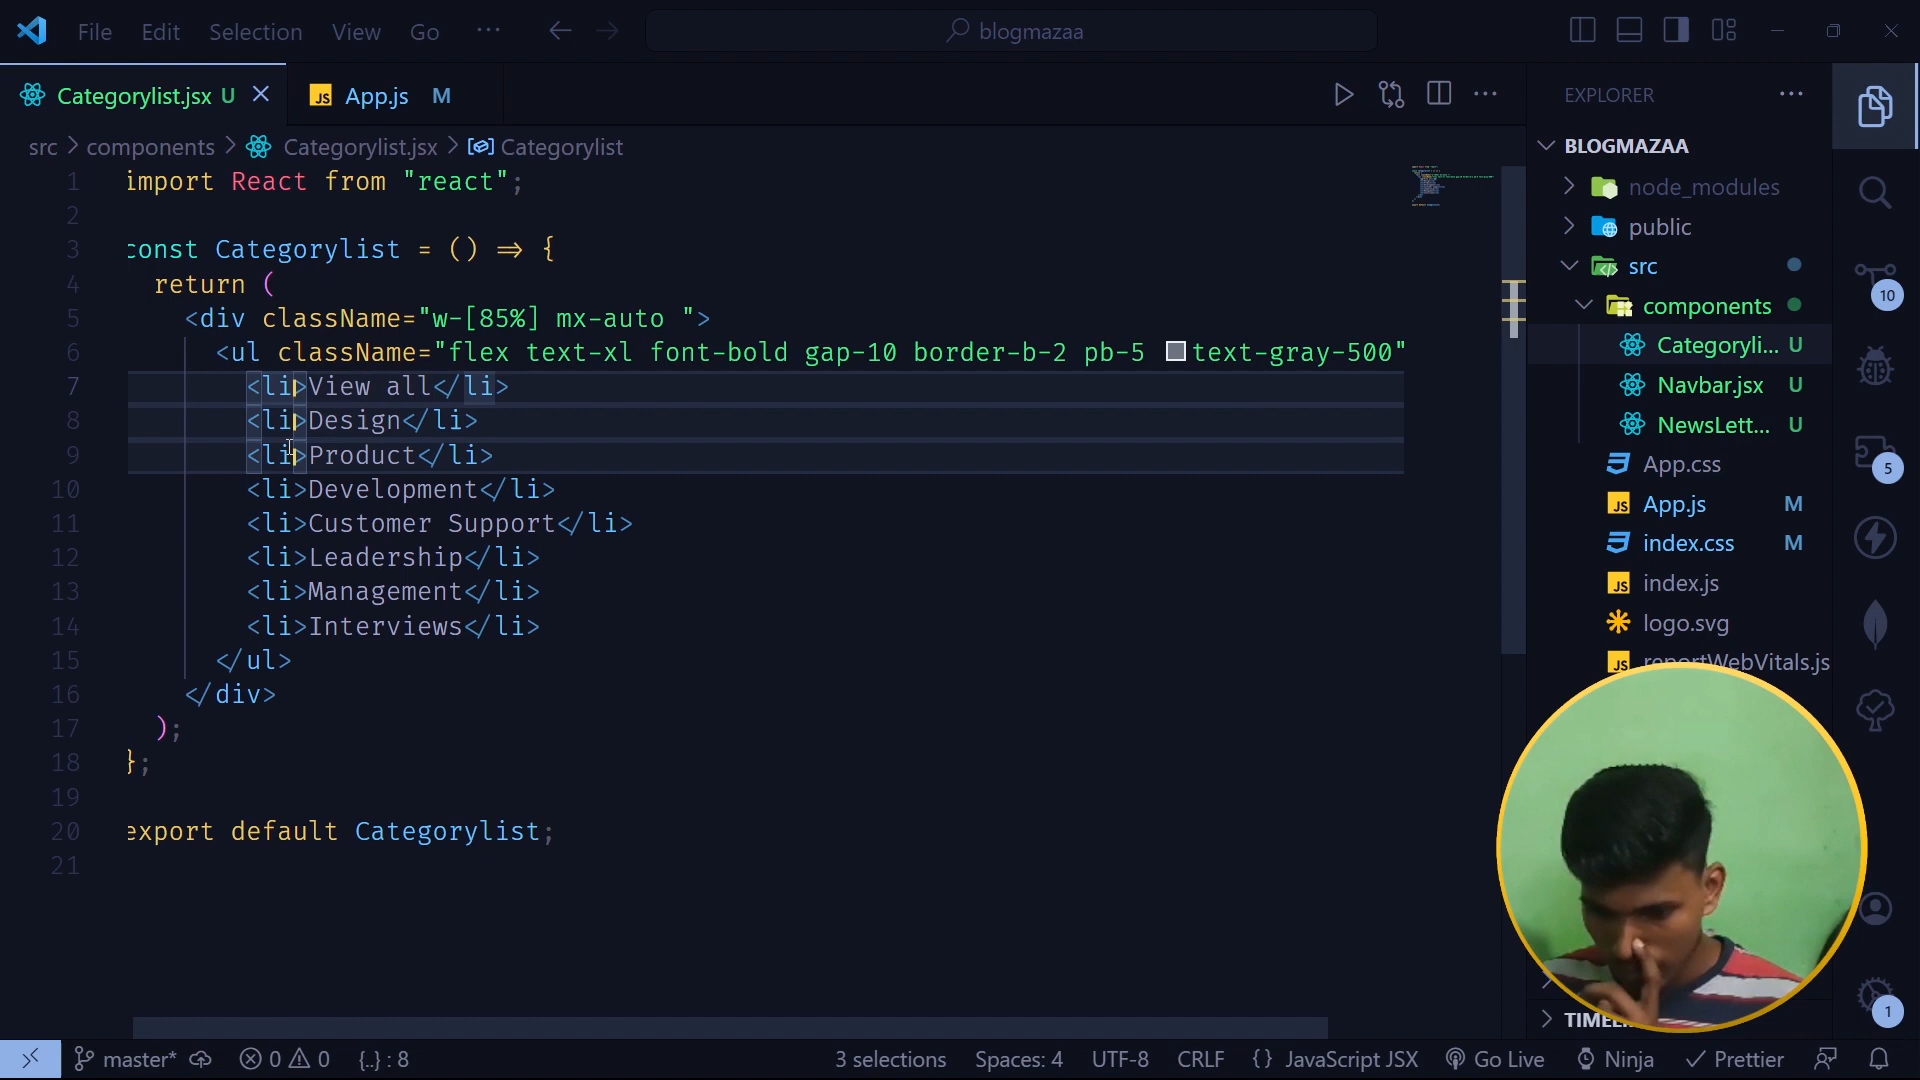 File Edit Selection View Go ··· blogmazaa
Categorylist.jsx U App.js M
src > components > Categorylist.jsx > Categorylist
1 import React from "react";
2
3 const Categorylist = () => {
4 return (
5 <div className="w-[85%] mx-auto ">
6 <ul className="flex text-xl font-bold gap-10 border-b-2 pb-5 text-gray-500"
7 <li>View all</li>
8 <li>Design</li>
9 <li>Product</li>
10 <li>Development</li>
11 <li>Customer Support</li>
12 <li>Leadership</li>
13 <li>Management</li>
14 <li>Interviews</li>
15 </ul>
16 </div>
17 );
18 };
19
20 export default Categorylist;
21
EXPLORER ···
BLOGMAZAA
node_modules
public
src
components
Categoryli... U
Navbar.jsx U
NewsLett... U
App.css
App.js M
index.css M
index.js
logo.svg
reportWebVitals.js
10
5
1
master* 0 0 {..} : 8 3 selections Spaces: 4 UTF-8 CRLF {} JavaScript JSX Go Live Ninja Prettier